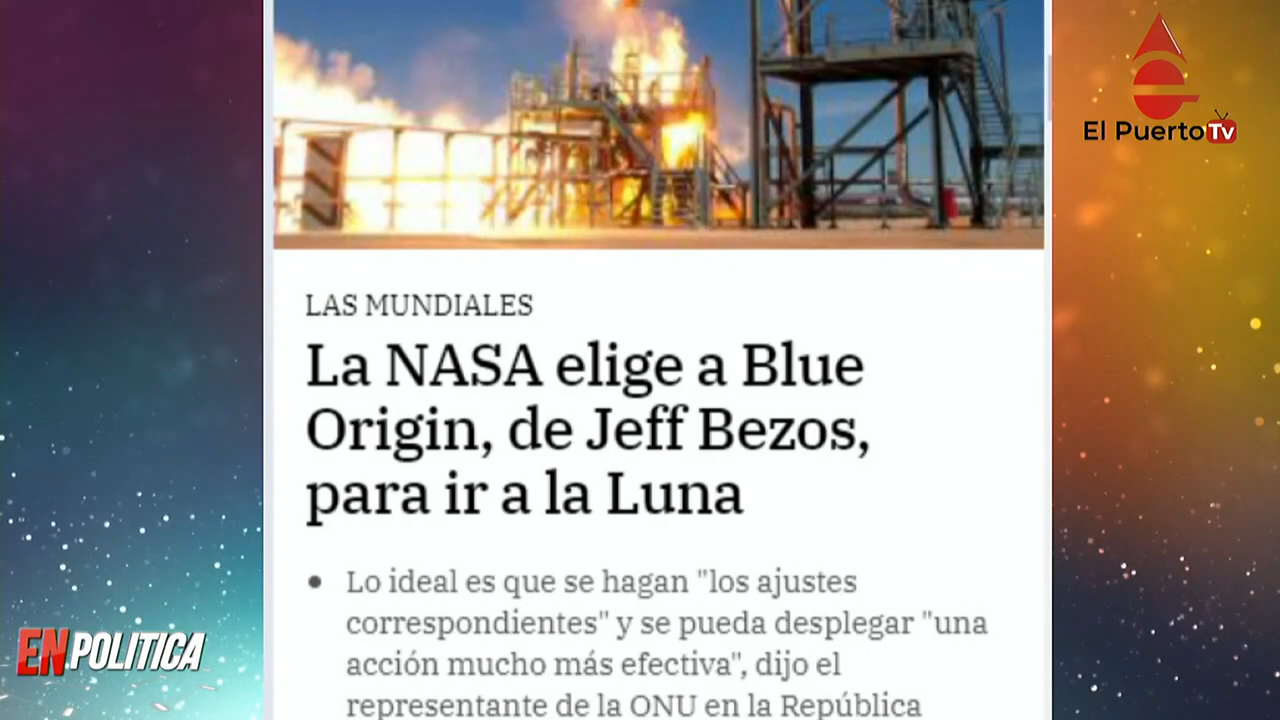 El Puerto Tv
LAS MUNDIALES
La NASA elige a Blue
Origin, de Jeff Bezos,
para ir a la Luna
• Lo ideal es que se hagan "los ajustes
correspondientes" y se pueda desplegar "una
acción mucho más efectiva", dijo el
representante de la ONU en la República
ENPOLITICA